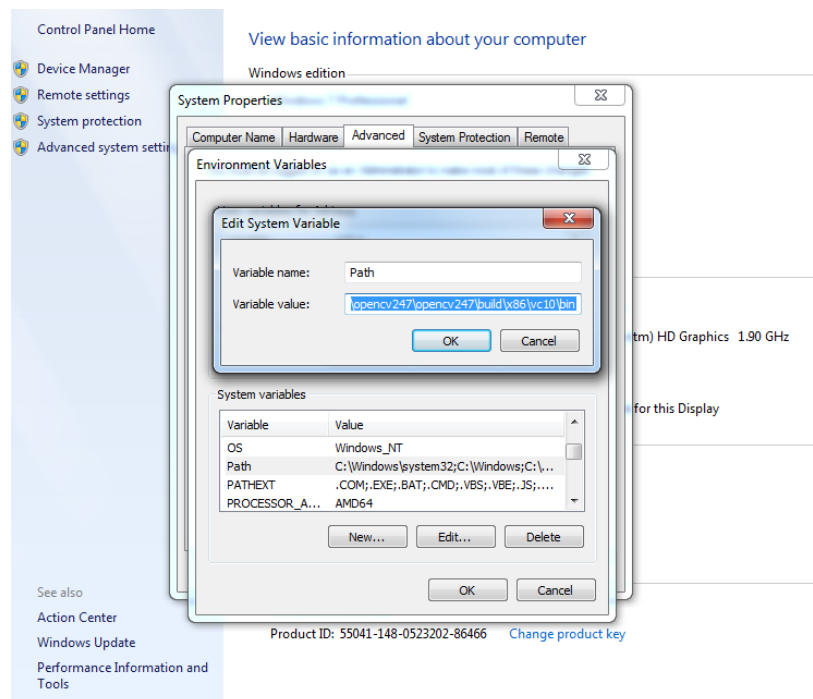 Control Panel Home
Device Manager
Remote settings
System protection
Advanced system settin
See also
Action Center
Windows Update
Performance Information and
Tools
View basic information about your computer
Windows edition
System Properties
Computer Name Hardware Advanced System Protection Remote
Environment Variables
Edit System Variable
Variable name: Path
Variable value: \opencv247\opencv247\build\x86\vc10\bin
OK Cancel
System variables
Variable Value
OS Windows_NT
Path C:\Windows\system32;C:\Windows;C:\...
PATHEXT .COM;.EXE;.BAT;.CMD;.VBS;.VBE;.JS;....
PROCESSOR_A... AMD64
New... Edit... Delete
OK Cancel
tm) HD Graphics 1.90 GHz
for this Display
Product ID: 55041-148-0523202-86466 Change product key